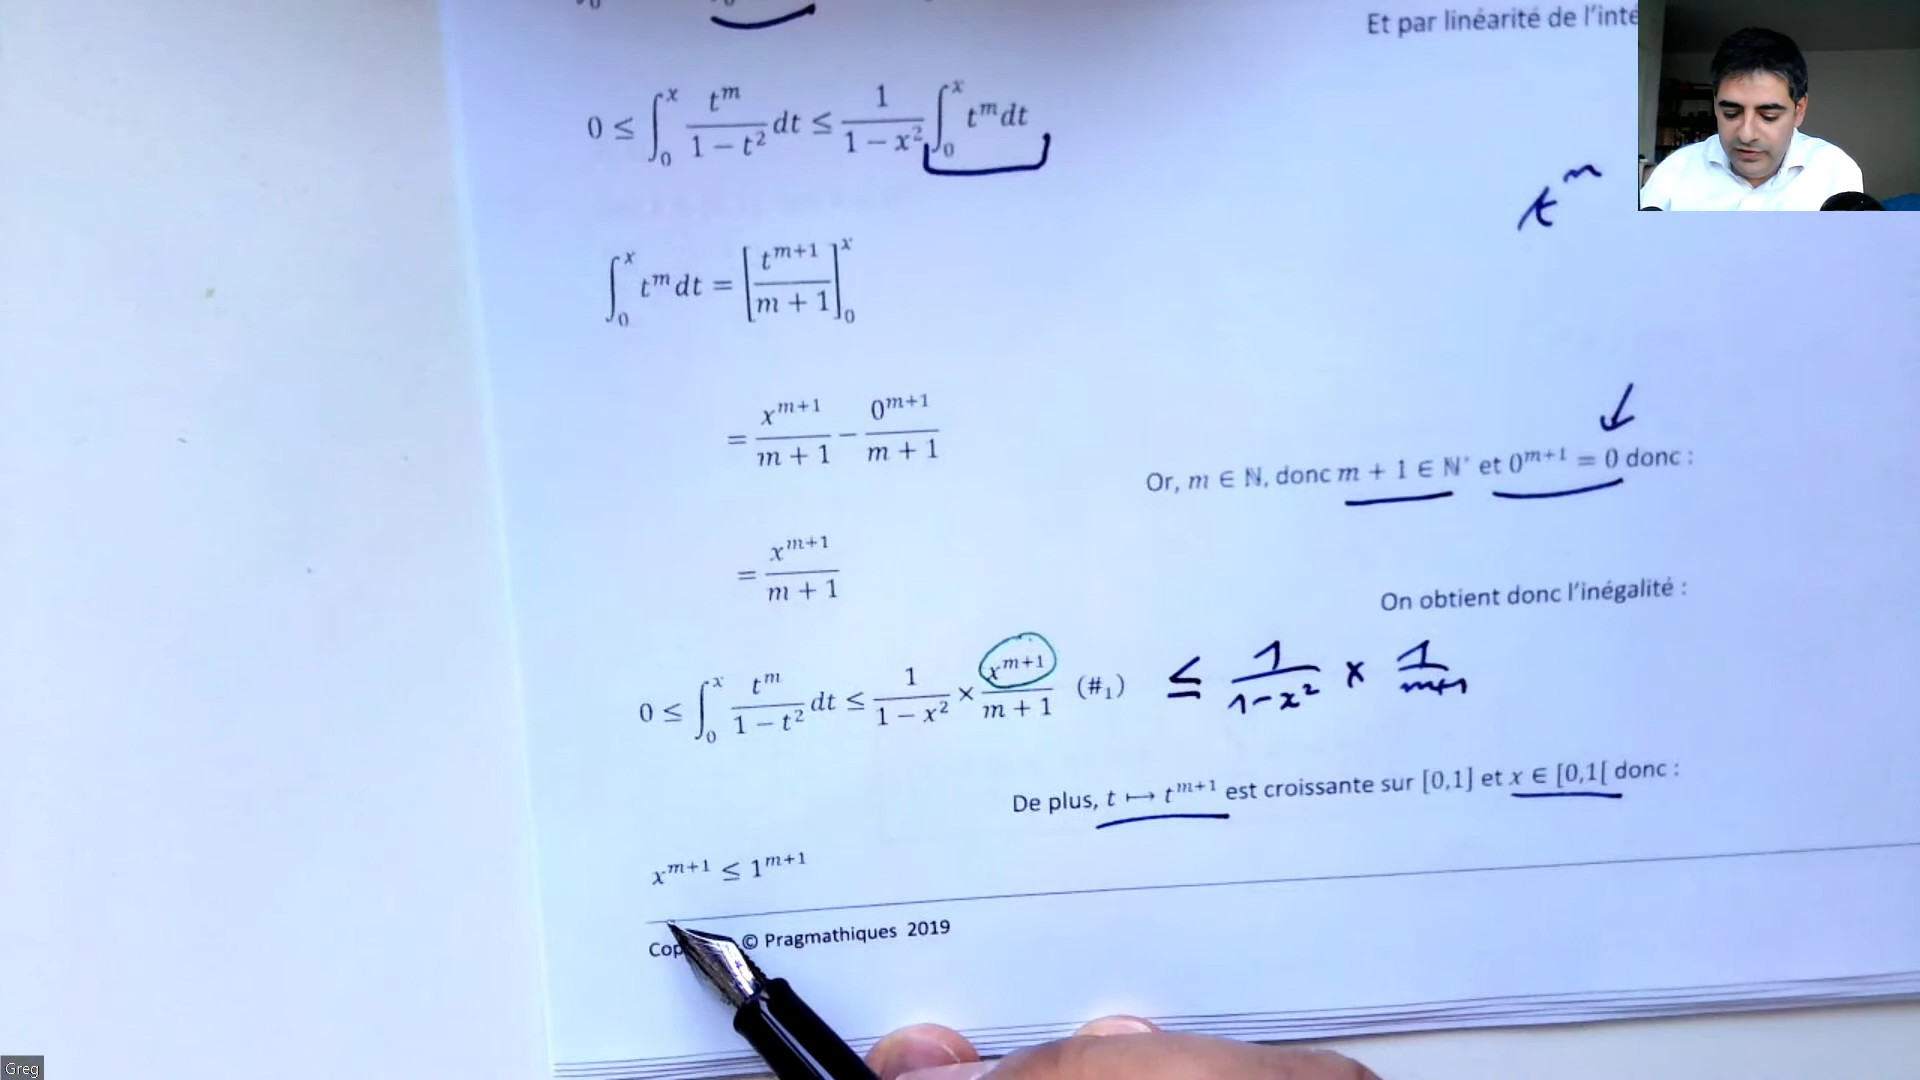 Et par linéarité de l'inté
0 ≤ ∫₀ˣ tᵐ/(1 − t²) dt ≤ 1/(1 − x²) ∫₀ˣ tᵐ dt
tᵐ
∫₀ˣ tᵐ dt = [tᵐ⁺¹/(m + 1)]₀ˣ
= xᵐ⁺¹/(m + 1) − 0ᵐ⁺¹/(m + 1)
Or, m ∈ ℕ, donc m + 1 ∈ ℕ* et 0ᵐ⁺¹ = 0 donc :
= xᵐ⁺¹/(m + 1)
On obtient donc l'inégalité :
0 ≤ ∫₀ˣ tᵐ/(1 − t²) dt ≤ 1/(1 − x²) × xᵐ⁺¹/(m + 1) (#₁) ≤ 1/(1−x²) × 1/(m+1)
De plus, t ⟼ tᵐ⁺¹ est croissante sur [0,1] et x ∈ [0,1[ donc :
xᵐ⁺¹ ≤ 1ᵐ⁺¹
Cop © Pragmathiques 2019
Greg